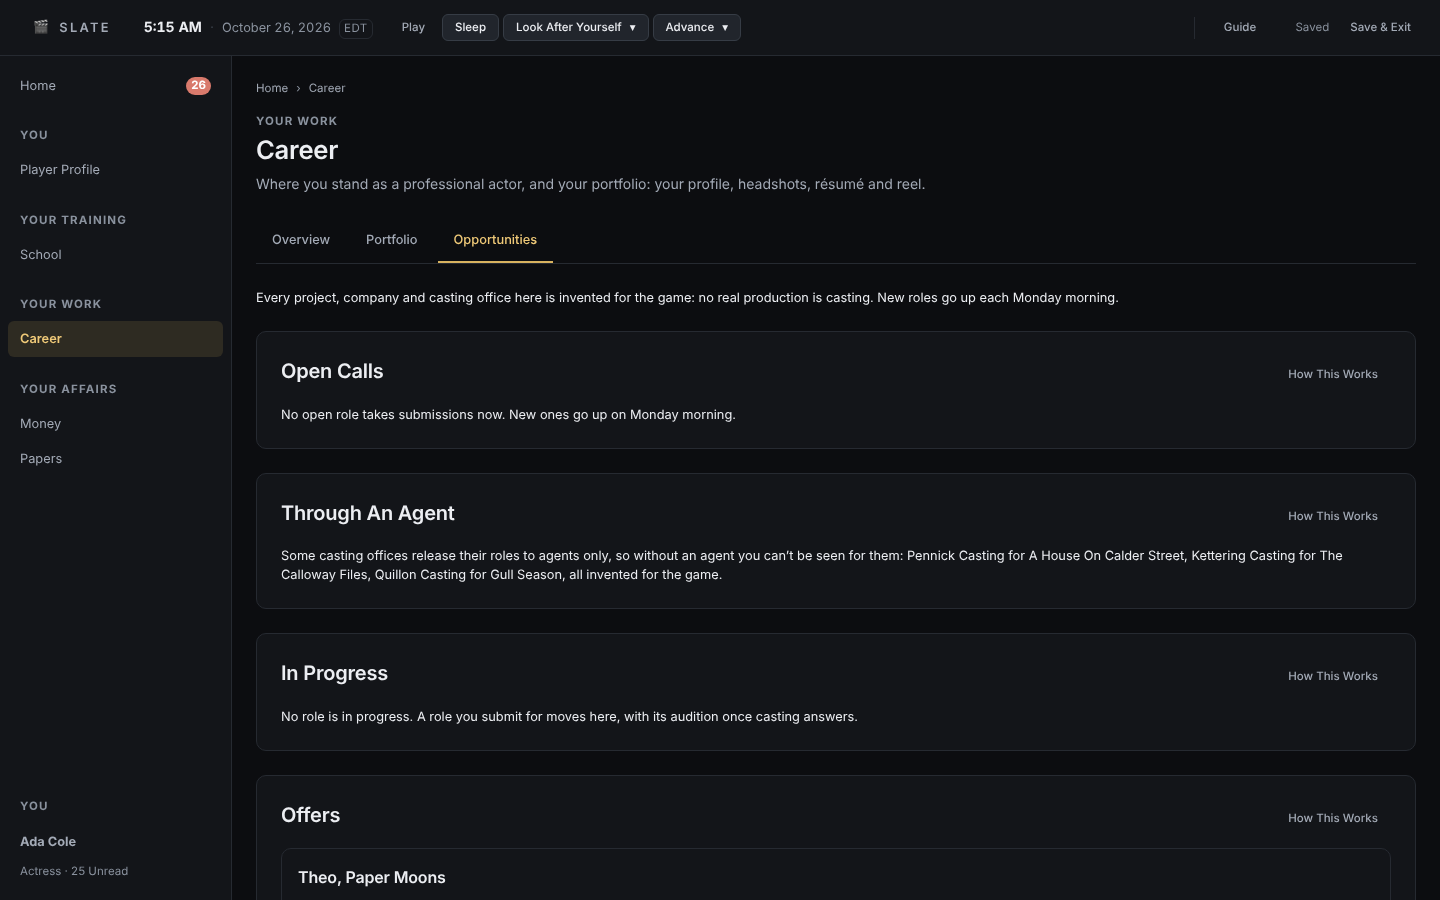 SLATE
5:15 AM · October 26, 2026 EDT
Play
Sleep
Look After Yourself ▾
Advance ▾
Guide
Saved
Save & Exit
Home
26
YOU
Player Profile
YOUR TRAINING
School
YOUR WORK
Career
YOUR AFFAIRS
Money
Papers
YOU
Ada Cole
Actress · 25 Unread
Home › Career
YOUR WORK
Career
Where you stand as a professional actor, and your portfolio: your profile, headshots, résumé and reel.
Overview
Portfolio
Opportunities
Every project, company and casting office here is invented for the game: no real production is casting. New roles go up each Monday morning.
Open Calls
How This Works
No open role takes submissions now. New ones go up on Monday morning.
Through An Agent
How This Works
Some casting offices release their roles to agents only, so without an agent you can’t be seen for them: Pennick Casting for A House On Calder Street, Kettering Casting for The
Calloway Files, Quillon Casting for Gull Season, all invented for the game.
In Progress
How This Works
No role is in progress. A role you submit for moves here, with its audition once casting answers.
Offers
How This Works
Theo, Paper Moons